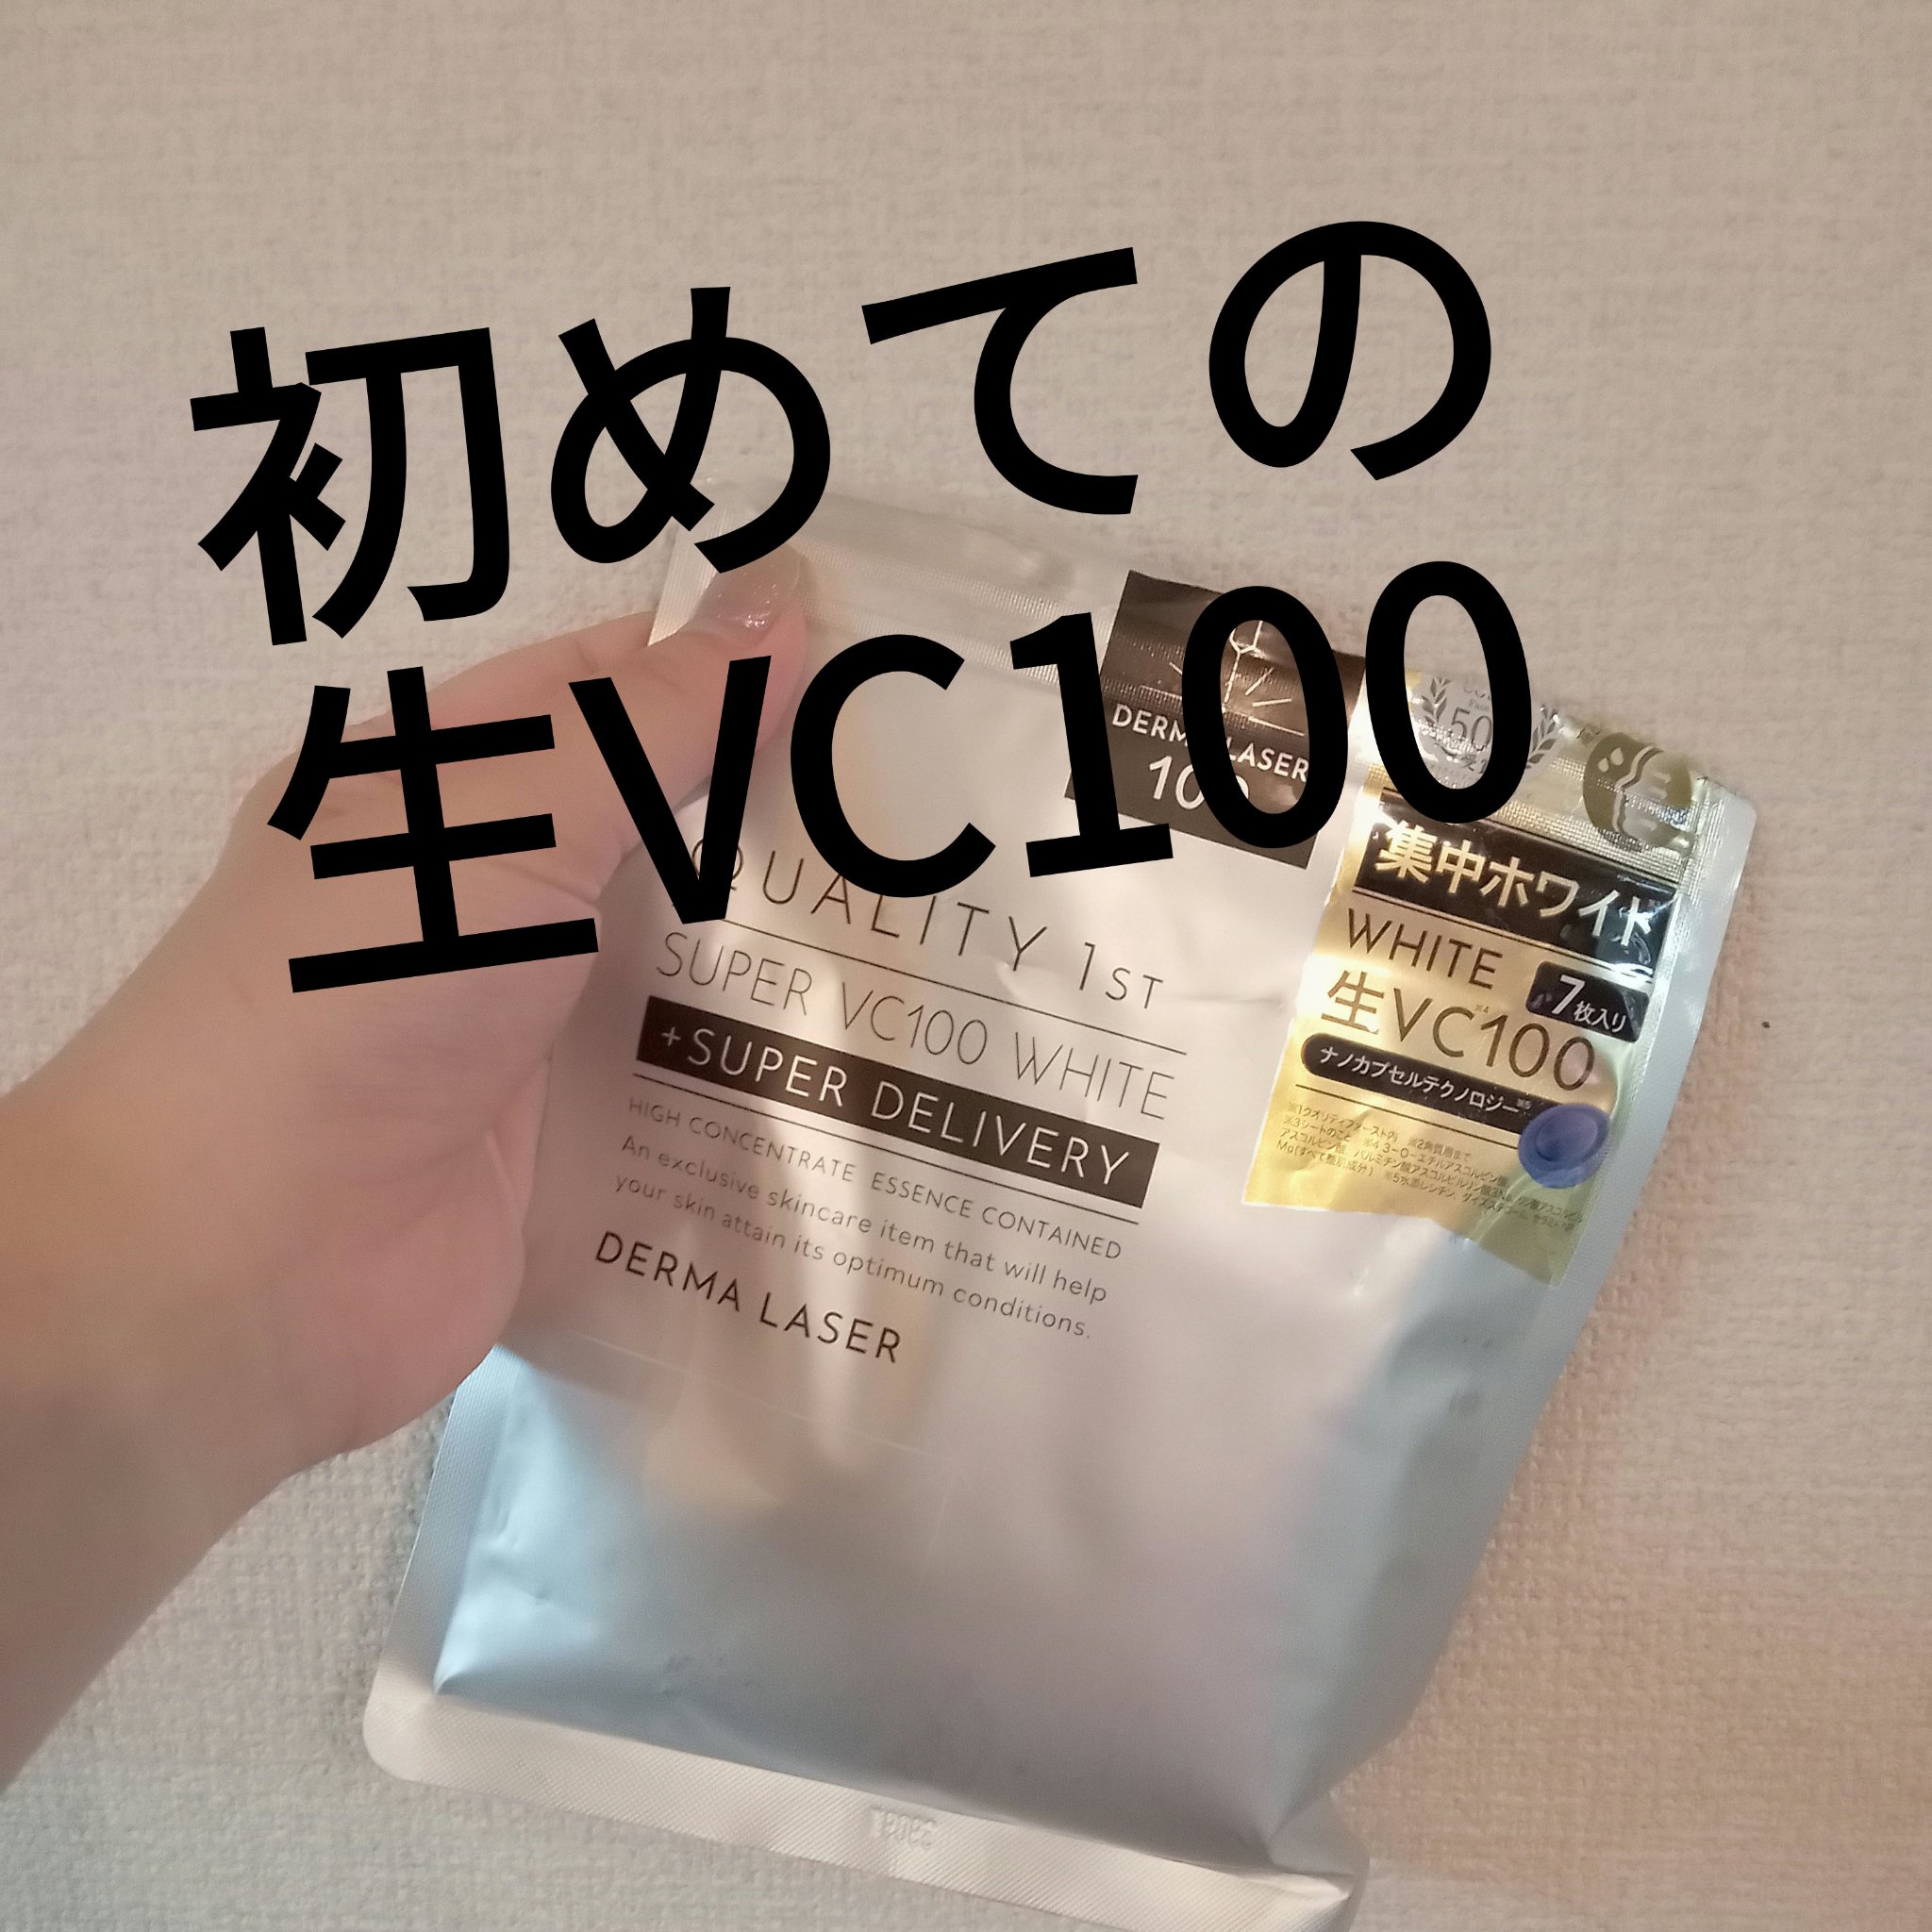 初めての
生VC100
DERMA LASER
100
50
集中ホワイト
WHITE
7枚入り
生VC100
ナノカプセルテクノロジー
QUALITY 1ST
SUPER VC100 WHITE
+SUPER DELIVERY
HIGH CONCENTRATE ESSENCE CONTAINED
An exclusive skincare item that will help
your skin attain its optimum conditions.
DERMA LASER